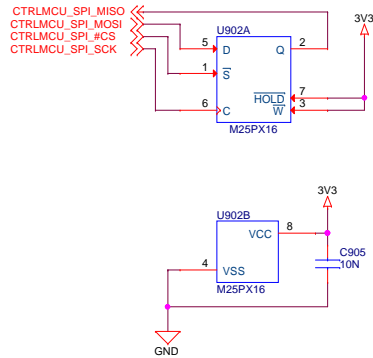 CTRLMCU_SPI_MISO
CTRLMCU_SPI_MOSI
CTRLMCU_SPI_#CS
CTRLMCU_SPI_SCK
U902A
3V3
5 D Q 2
1 S
6 C
HOLD 7
W 3
M25PX16
3V3
U902B
VCC 8
C905
10N
4 VSS
M25PX16
GND